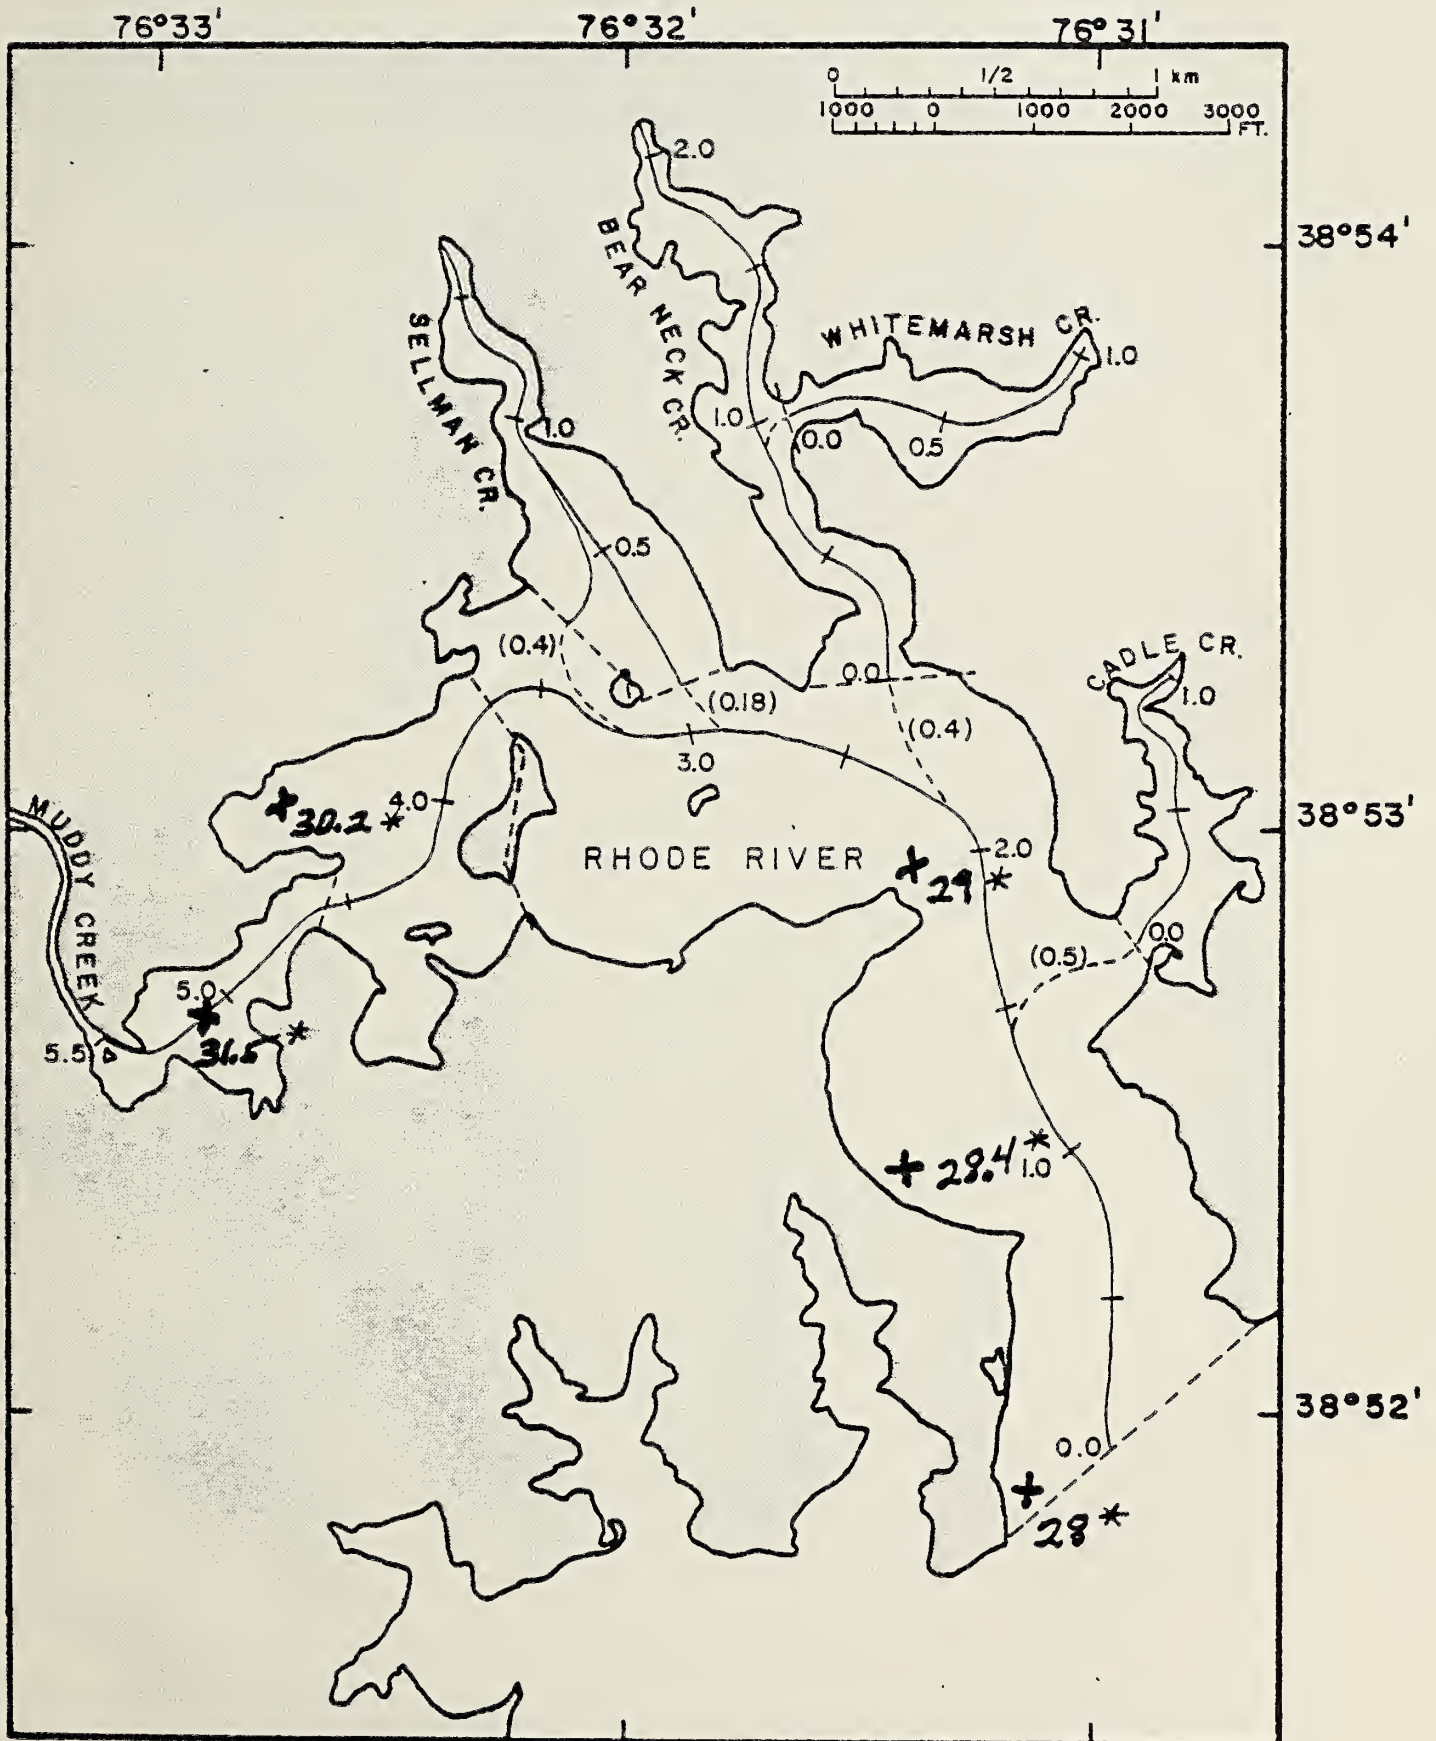 76°33' 76°32' 76°31'
0 1/2 1 km
1000 0 1000 2000 3000
FT.
2.0
38°54'
BEAR NECK CR.
SELLMAN CR.
WHITEMARSH CR.
1.0
1.0
1.0
0.0
0.5
0.5
(0.4)
CADLE CR.
0.0
1.0
(0.18)
(0.4)
3.0
MUDDY CREEK
+ 30.2 *
4.0
38°53'
RHODE RIVER
2.0
+ 29 *
0.0
(0.5)
5.0
+ 31.5 *
5.5
+ 28.4 *
1.0
38°52'
0.0
+
28 *